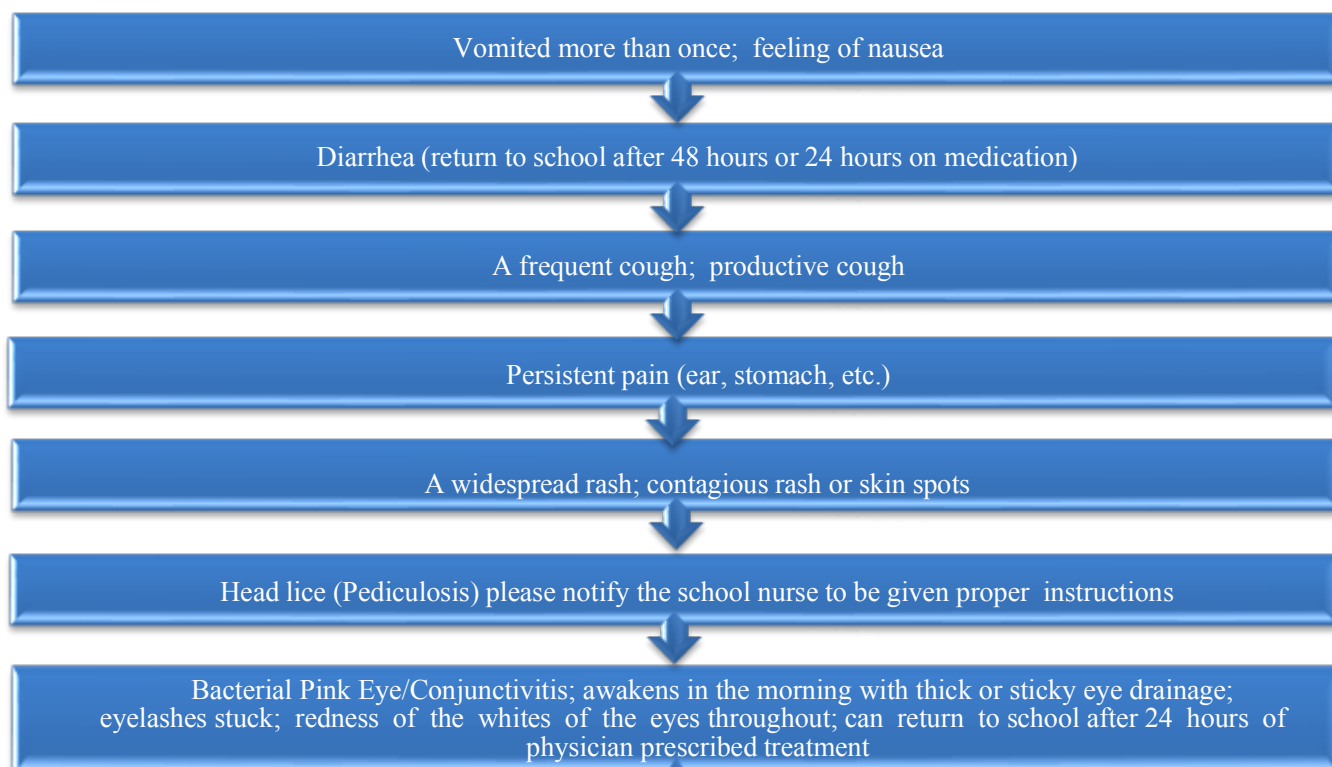 Vomited more than once; feeling of nausea
Diarrhea (return to school after 48 hours or 24 hours on medication)
A frequent cough; productive cough
Persistent pain (ear, stomach, etc.)
A widespread rash; contagious rash or skin spots
Head lice (Pediculosis) please notify the school nurse to be given proper instructions
Bacterial Pink Eye/Conjunctivitis; awakens in the morning with thick or sticky eye drainage;
eyelashes stuck; redness of the whites of the eyes throughout; can return to school after 24 hours of
physician prescribed treatment